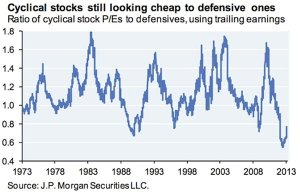 Cyclical stocks still looking cheap to defensive ones
Ratio of cyclical stock P/Es to defensives, using trailing earnings
1.8
1.6
1.4
1.2
1.0
0.8
0.6
0.4
1973 1978 1983 1988 1993 1998 2003 2008 2013
Source: J.P. Morgan Securities LLC.